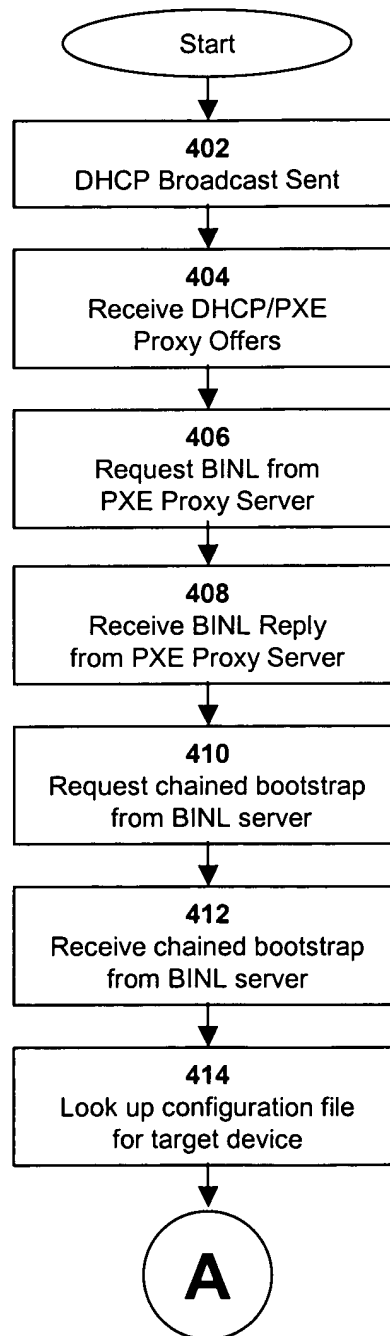 Start
402
DHCP Broadcast Sent
404
Receive DHCP/PXE
Proxy Offers
406
Request BINL from
PXE Proxy Server
408
Receive BINL Reply
from PXE Proxy Server
410
Request chained bootstrap
from BINL server
412
Receive chained bootstrap
from BINL server
414
Look up configuration file
for target device
A